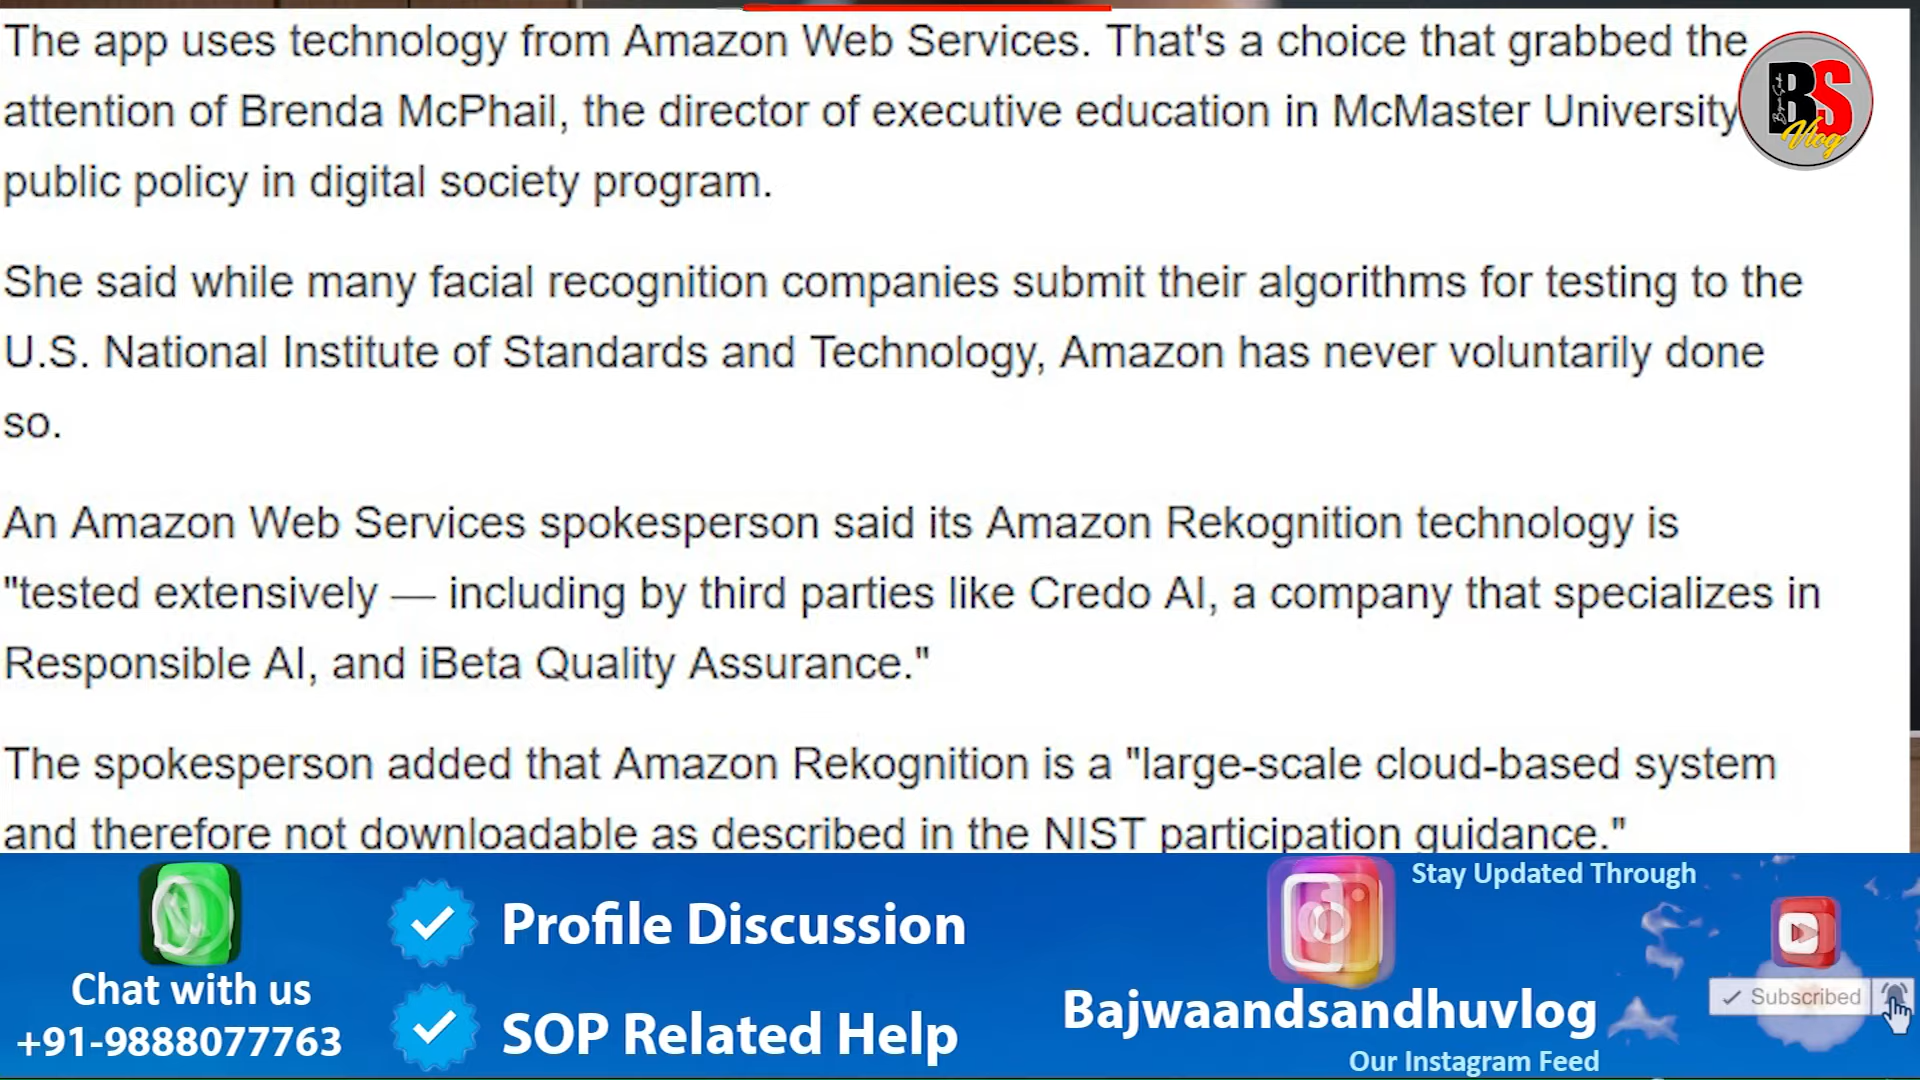 The app uses technology from Amazon Web Services. That's a choice that grabbed the
attention of Brenda McPhail, the director of executive education in McMaster University
public policy in digital society program.
She said while many facial recognition companies submit their algorithms for testing to the
U.S. National Institute of Standards and Technology, Amazon has never voluntarily done
so.
An Amazon Web Services spokesperson said its Amazon Rekognition technology is
"tested extensively — including by third parties like Credo AI, a company that specializes in
Responsible AI, and iBeta Quality Assurance."
The spokesperson added that Amazon Rekognition is a "large-scale cloud-based system
and therefore not downloadable as described in the NIST participation guidance."
BS
Vlog
Chat with us
+91-9888077763
Profile Discussion
SOP Related Help
Stay Updated Through
Bajwaandsandhuvlog
Our Instagram Feed
Subscribed